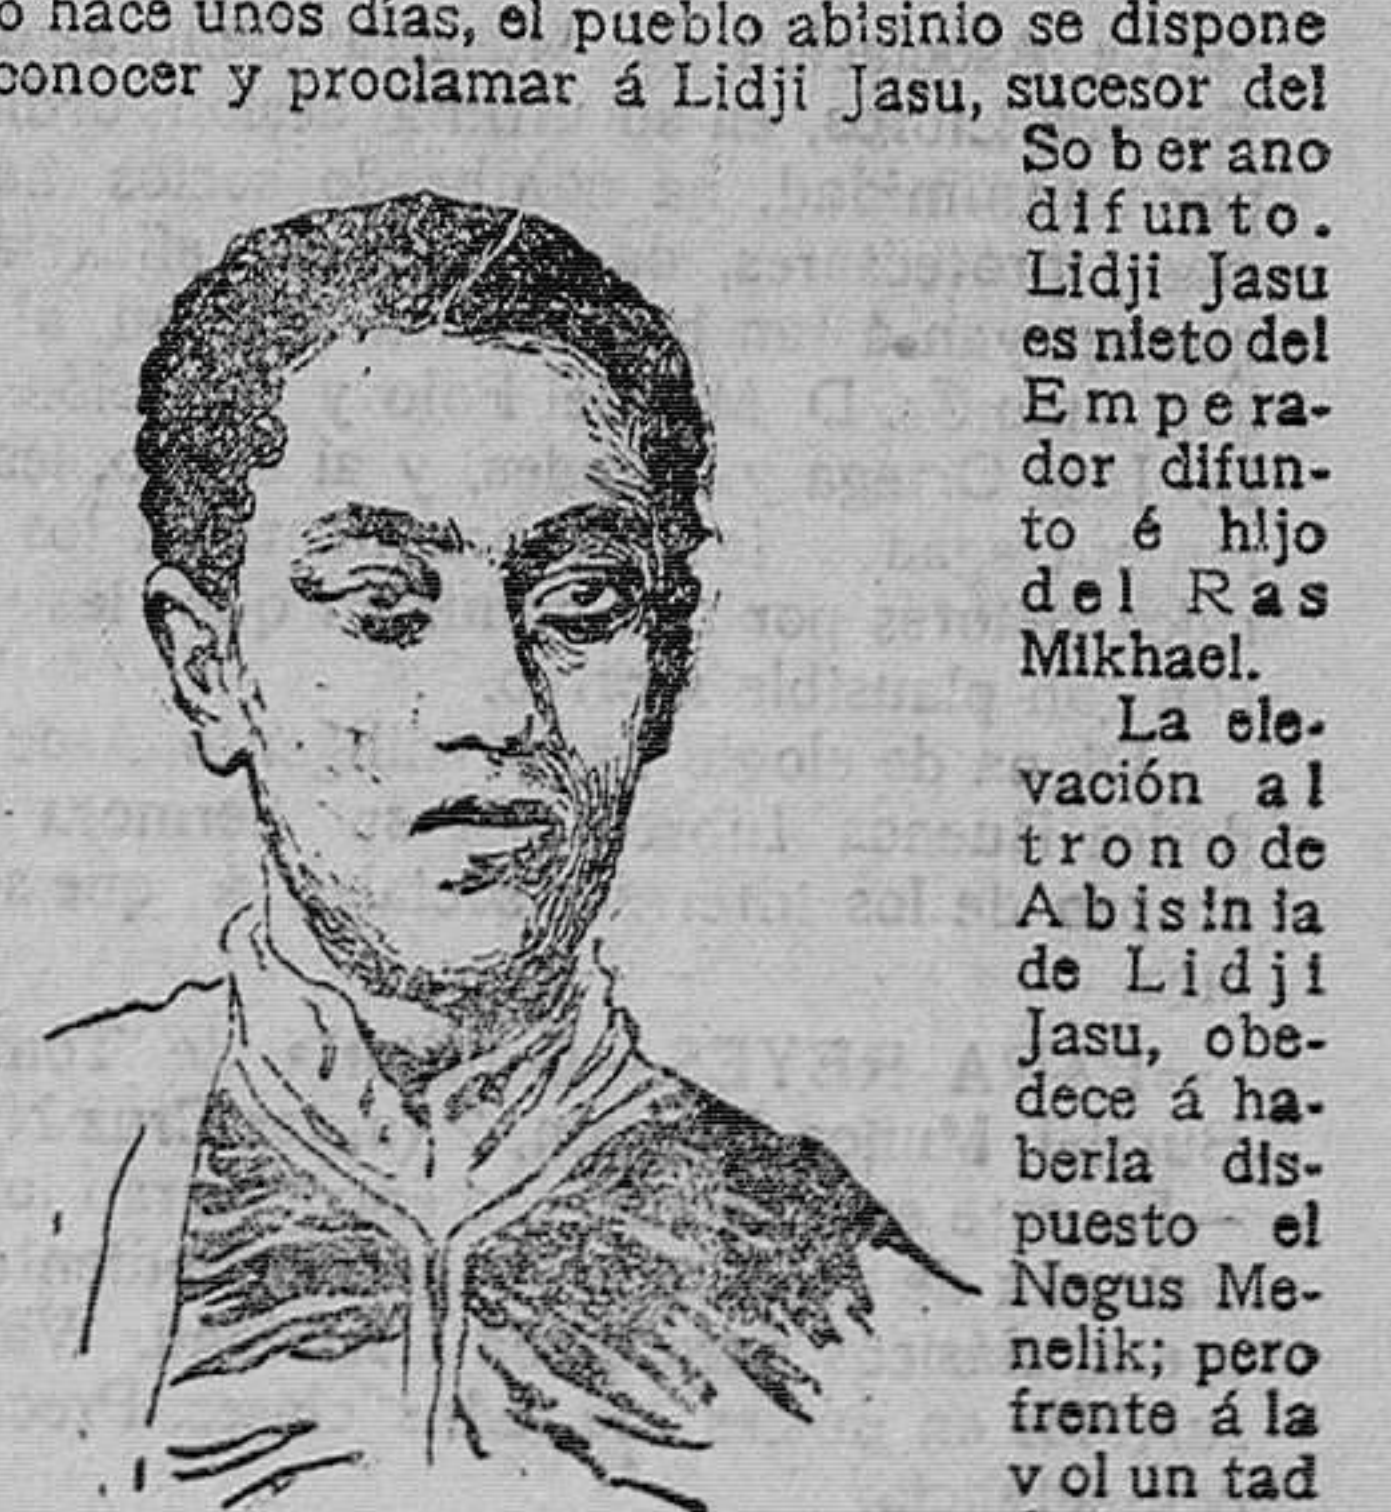 hace unos días, el pueblo abisinio se dispone
conocer y proclamar á Lidji Jasu, sucesor del
Soberano
difunto.
Lidji Jasu
es nieto del
Empera-
dor difun-
to é hijo
del Ras
Mikhael.
La ele-
vación al
trono de
Abisinia
de Lidji
Jasu, obe-
dece á ha-
berla dis-
puesto el
Negus Me-
nelik; pero
frente á la
voluntad